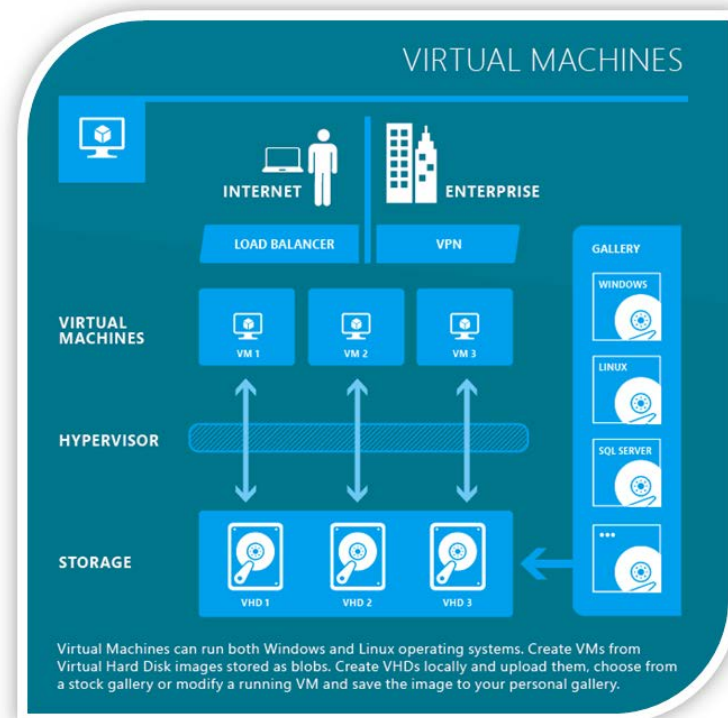 VIRTUAL MACHINES
INTERNET
ENTERPRISE
LOAD BALANCER
VPN
GALLERY
WINDOWS
VIRTUAL
MACHINES
VM 1
VM 2
VM 3
LINUX
HYPERVISOR
SQL SERVER
•••
STORAGE
VHD 1
VHD 2
VHD 3
Virtual Machines can run both Windows and Linux operating systems. Create VMs from
Virtual Hard Disk images stored as blobs. Create VHDs locally and upload them, choose from
a stock gallery or modify a running VM and save the image to your personal gallery.